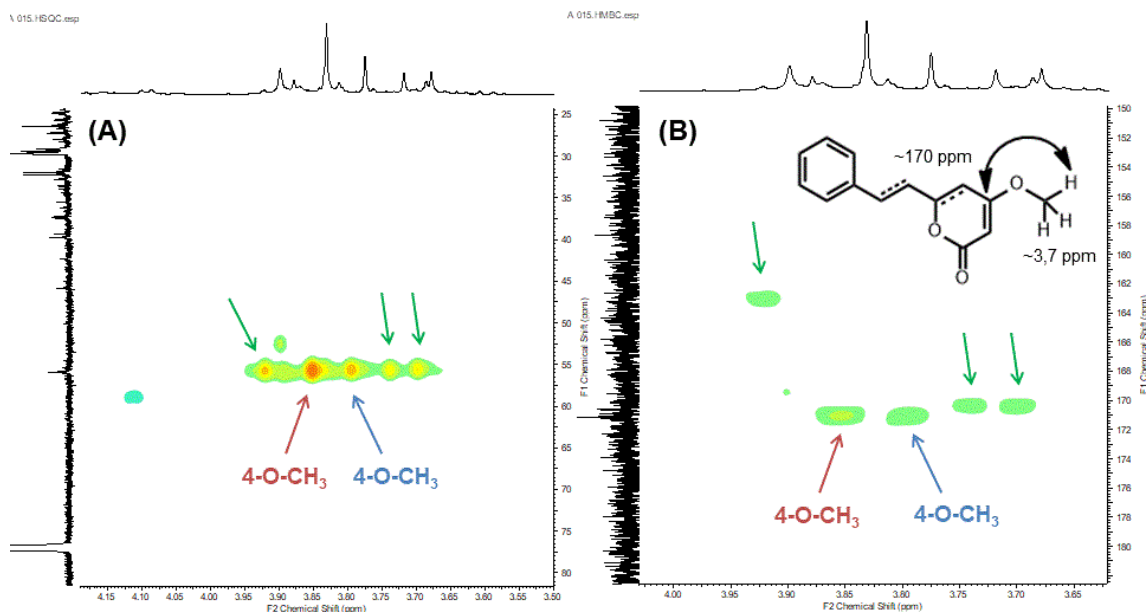 A 015.HSQC.esp
A 015.HMBC.esp
(A)
25
30
35
40
45
50
55
60
65
70
75
80
F1 Chemical Shift (ppm)
4-O-CH₃
4-O-CH₃
4.15 4.10 4.05 4.00 3.95 3.90 3.85 3.80 3.75 3.70 3.65 3.60 3.55 3.50
F2 Chemical Shift (ppm)
(B)
~170 ppm
O
H
H
H
O
O
~3,7 ppm
150
152
154
156
158
160
162
164
166
168
170
172
174
176
178
180
F1 Chemical Shift (ppm)
4-O-CH₃
4-O-CH₃
4.00 3.95 3.90 3.85 3.80 3.75 3.70 3.65
F2 Chemical Shift (ppm)